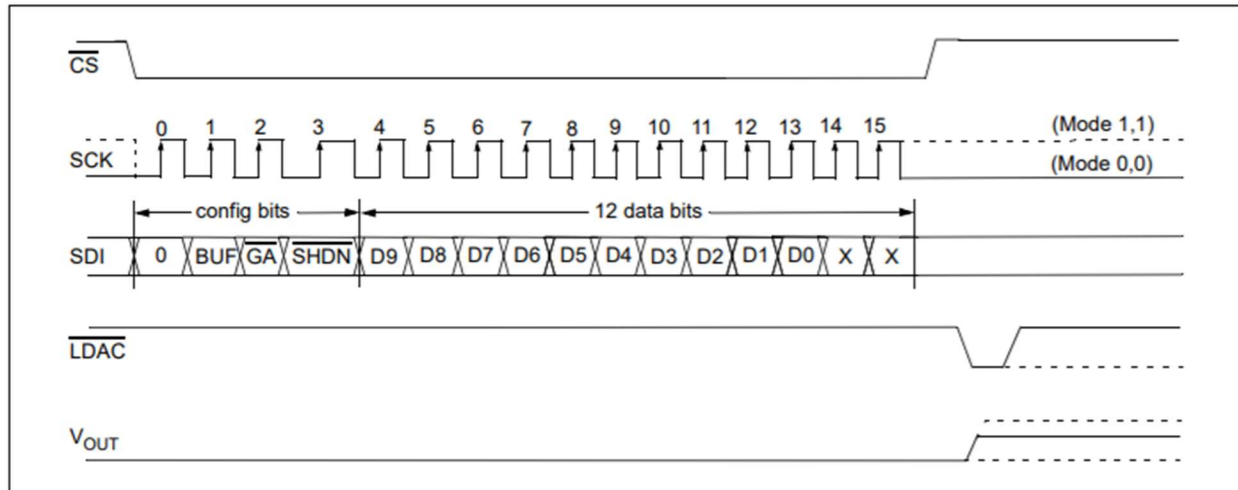 CS
0 1 2 3 4 5 6 7 8 9 10 11 12 13 14 15 (Mode 1,1)
SCK (Mode 0,0)
config bits 12 data bits
SDI 0 BUF GA SHDN D9 D8 D7 D6 D5 D4 D3 D2 D1 D0 X X
LDAC
VOUT